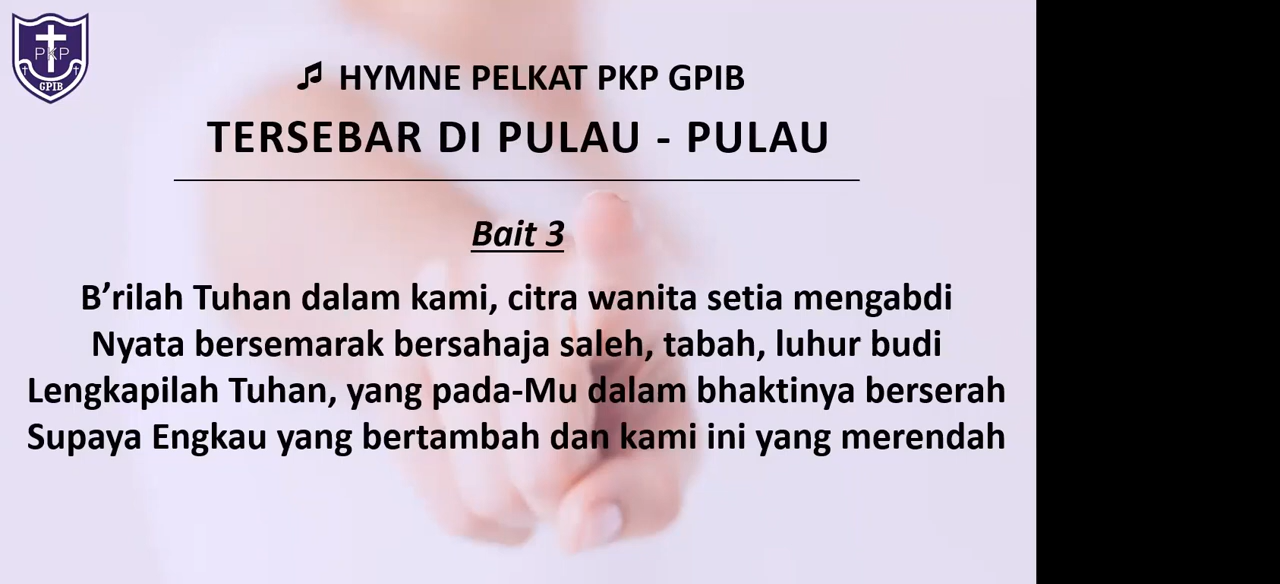 PKP
GPIB
♫ HYMNE PELKAT PKP GPIB
TERSEBAR DI PULAU - PULAU
Bait 3
B’rilah Tuhan dalam kami, citra wanita setia mengabdi
Nyata bersemarak bersahaja saleh, tabah, luhur budi
Lengkapilah Tuhan, yang pada-Mu dalam bhaktinya berserah
Supaya Engkau yang bertambah dan kami ini yang merendah